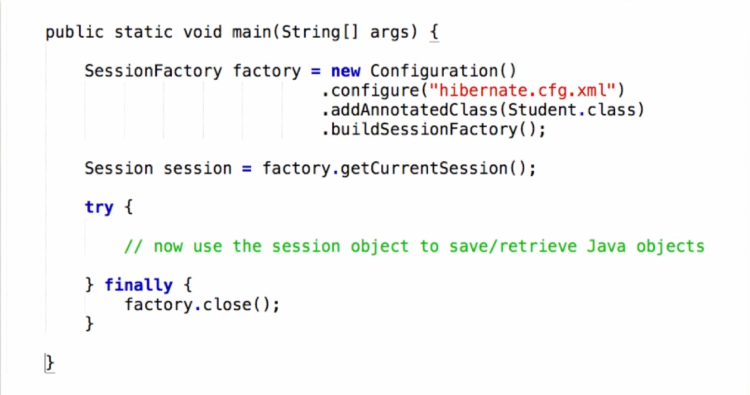 public static void main(String[] args) {
SessionFactory factory = new Configuration()
.configure("hibernate.cfg.xml")
.addAnnotatedClass(Student.class)
.buildSessionFactory();
Session session = factory.getCurrentSession();
try {
// now use the session object to save/retrieve Java objects
} finally {
factory.close();
}
}